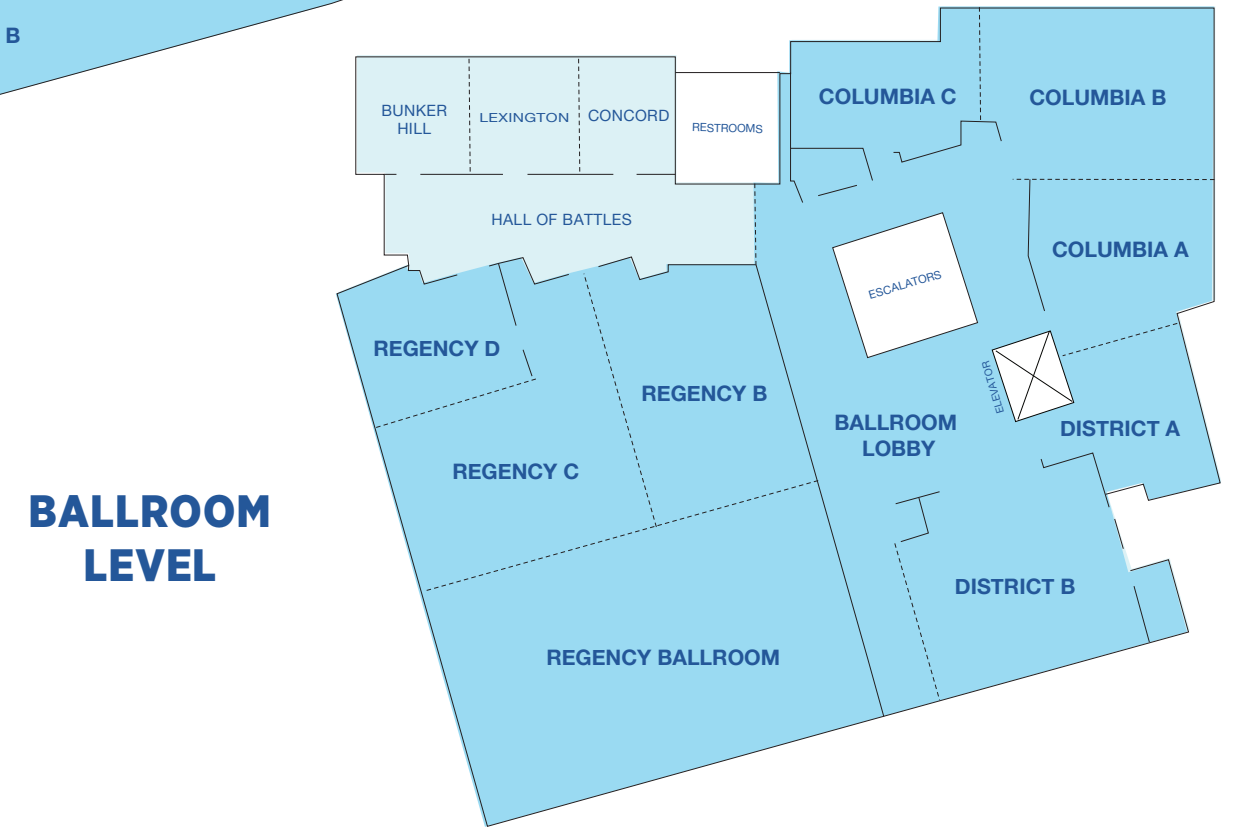 B
BUNKER
HILL
LEXINGTON
CONCORD
RESTROOMS
COLUMBIA C
COLUMBIA B
HALL OF BATTLES
COLUMBIA A
ESCALATORS
REGENCY D
REGENCY B
ELEVATOR
BALLROOM
LOBBY
DISTRICT A
REGENCY C
BALLROOM
LEVEL
DISTRICT B
REGENCY BALLROOM